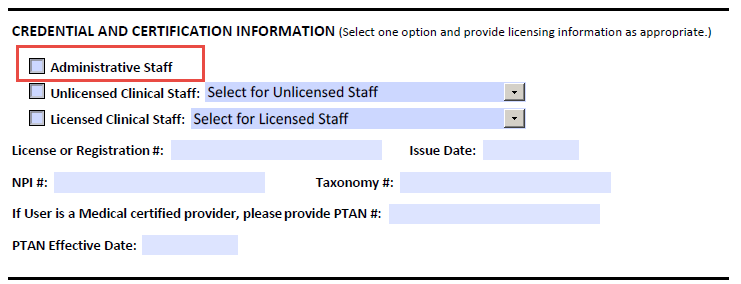 CREDENTIAL AND CERTIFICATION INFORMATION (Select one option and provide licensing information as appropriate.)
Administrative Staff
Unlicensed Clinical Staff: Select for Unlicensed Staff
Licensed Clinical Staff: Select for Licensed Staff
License or Registration #: Issue Date:
NPI #: Taxonomy #:
If User is a Medical certified provider, please provide PTAN #:
PTAN Effective Date: